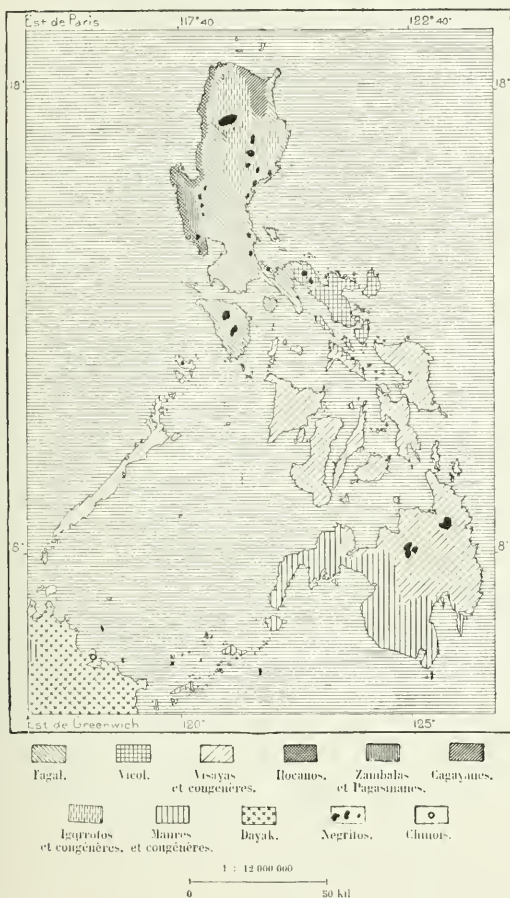 Est de Paris 117°40 122°40'
18° 18°
8° 8°
Est de Greenwich 120° 125°
Tagal. Vicol. Visayas et congénères. Ilocanos. Zambalas et Pagasinanes. Cagayanes.
Igorrotos et congénères. Maures et congénères. Dayak. Negritos. Chinois.
1 : 12 000 000
0 50 kil